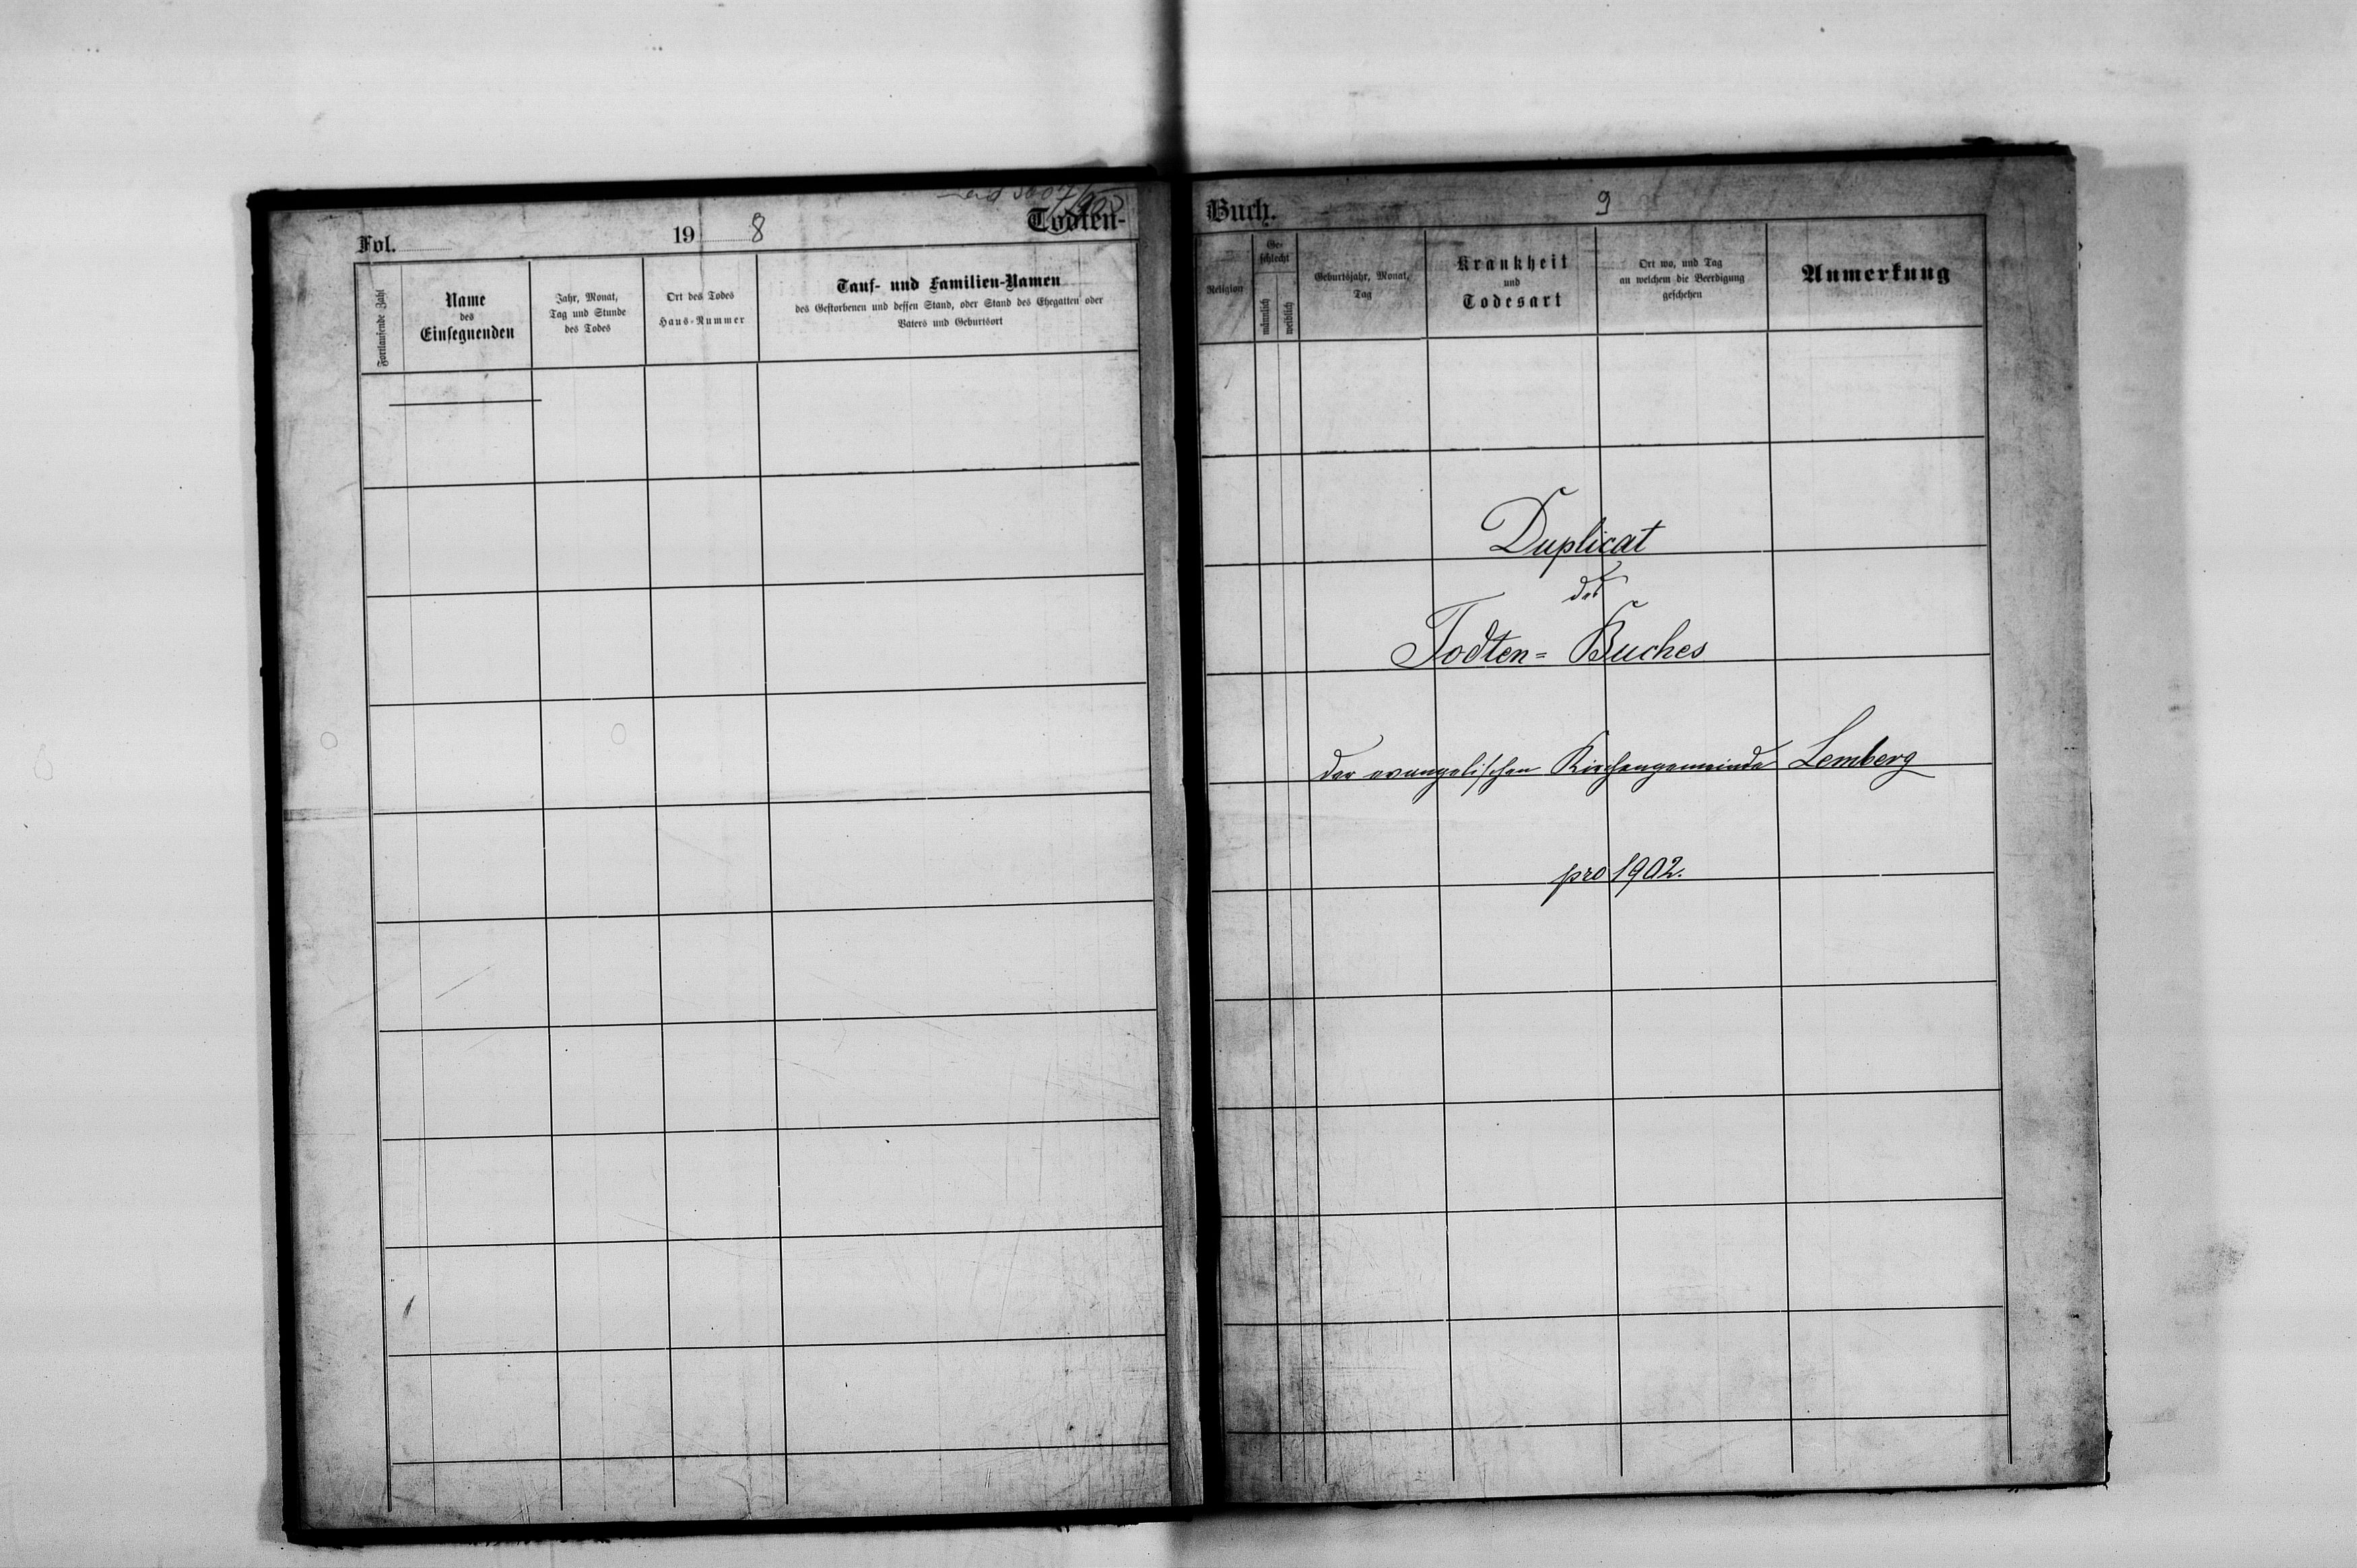 Fol. 19 8 Todten-
Fortlaufende Zahl
Name
des
Einsegnenden
Jahr, Monat,
Tag und Stunde
des Todes
Ort des Todes
Haus-Nummer
Tauf- und Familien-Namen
des Gestorbenen und dessen Stand, oder Stand des Ehegatten oder
Vaters und Geburtsort
Buch. 9
Religion
Ge-
schlecht
männlich
weiblich
Geburtsjahr, Monat,
Tag
Krankheit
und
Todesart
Ort wo, und Tag
an welchem die Beerdigung
geschehen
Anmerkung
Duplicat
des
Todten= Buches
der evangelischen Kirchengemeinde Lemberg
pro 1902.